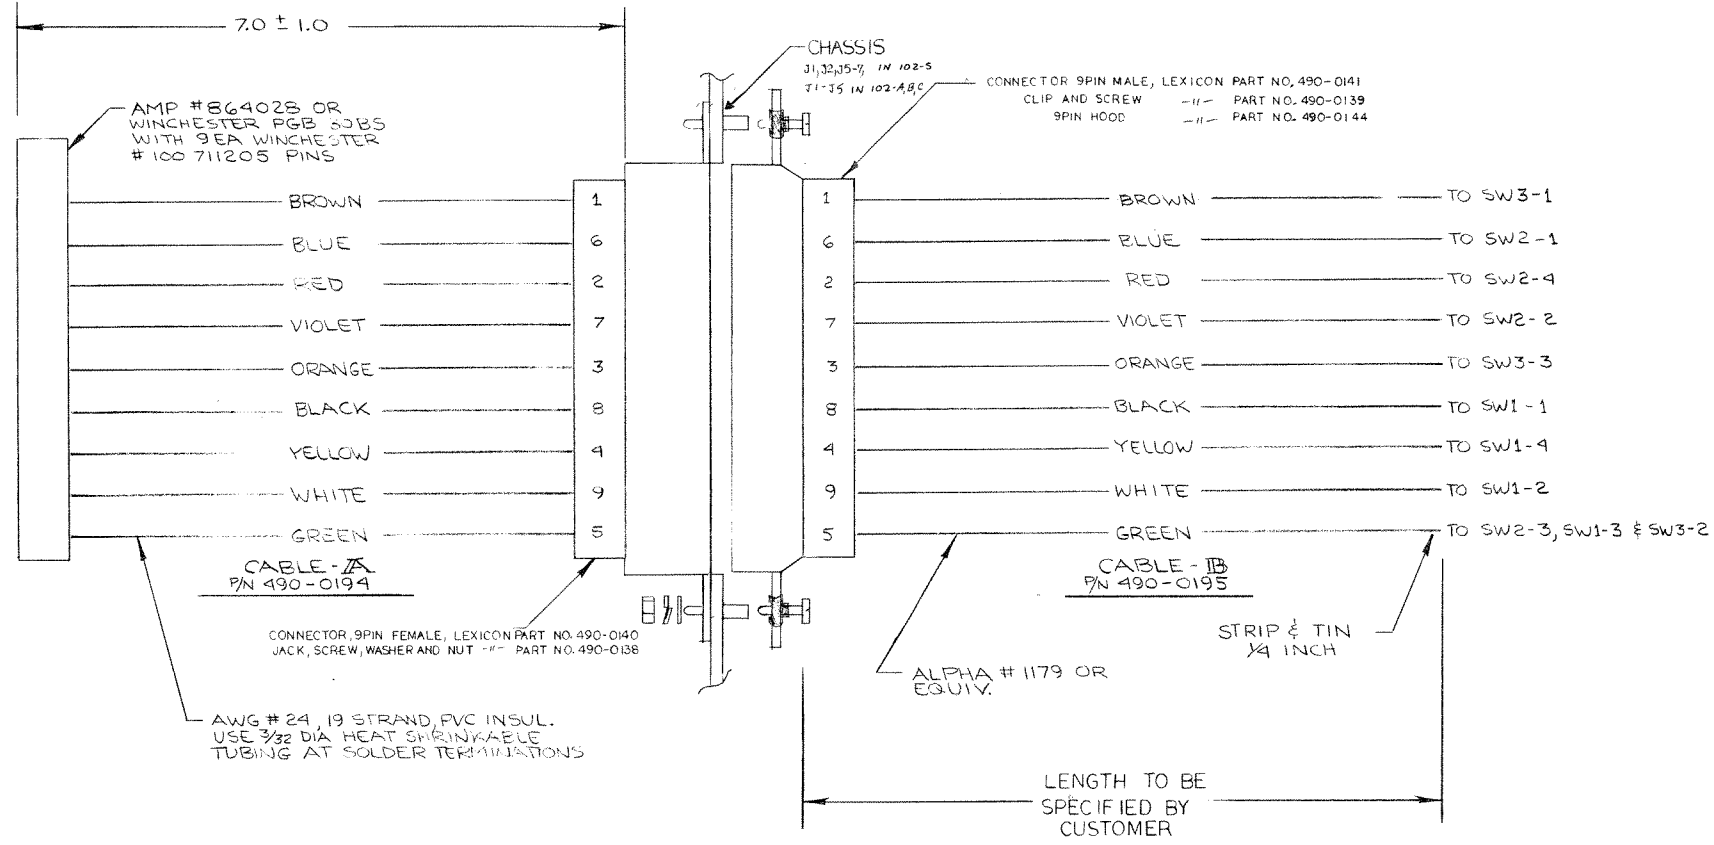 7.0 ± 1.0
CHASSIS
J1, J2, J5-7, IN 102-S
J1-J5 IN 102-A,B,C
CONNECTOR 9PIN MALE, LEXICON PART NO. 490-0141
CLIP AND SCREW -"- PART NO. 490-0139
9PIN HOOD -"- PART NO. 490-0144
AMP #864028 OR
WINCHESTER PGB
WITH 9EA WINCHESTER
#100 711205 PINS
BROWN 1 1 BROWN TO SW3-1
BLUE 6 6 BLUE TO SW2-1
RED 2 2 RED TO SW2-4
VIOLET 7 7 VIOLET TO SW2-2
ORANGE 3 3 ORANGE TO SW3-3
BLACK 8 8 BLACK TO SW1-1
YELLOW 4 4 YELLOW TO SW1-4
WHITE 9 9 WHITE TO SW1-2
GREEN 5 5 GREEN TO SW2-3, SW1-3 & SW3-2
CABLE-A
P/N 490-0194
CABLE-B
P/N 490-0195
CONNECTOR, 9PIN FEMALE, LEXICON PART NO. 490-0140
JACK, SCREW, WASHER AND NUT -"- PART NO. 490-0138
STRIP & TIN
1/4 INCH
ALPHA #1179 OR
EQUIV.
AWG #24, 19 STRAND, PVC INSUL.
USE 3/32 DIA HEAT SHRINKABLE
TUBING AT SOLDER TERMINATIONS
LENGTH TO BE
SPECIFIED BY
CUSTOMER